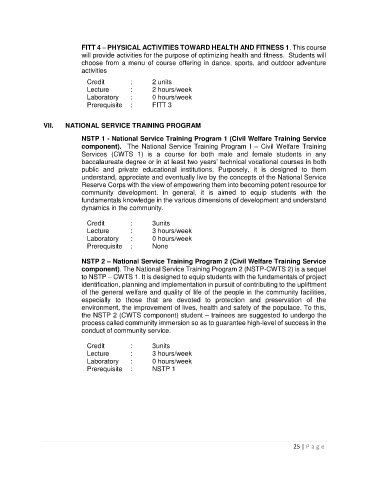 FITT 4 – PHYSICAL ACTIVITIES TOWARD HEALTH AND FITNESS 1. This course
will provide activities for the purpose of optimizing health and fitness. Students will
choose from a menu of course offering in dance, sports, and outdoor adventure
activities
Credit : 2 units
Lecture : 2 hours/week
Laboratory : 0 hours/week
Prerequisite : FITT 3
VII. NATIONAL SERVICE TRAINING PROGRAM
NSTP 1 - National Service Training Program 1 (Civil Welfare Training Service
component). The National Service Training Program I – Civil Welfare Training
Services (CWTS 1) is a course for both male and female students in any
baccalaureate degree or in at least two years' technical vocational courses in both
public and private educational institutions. Purposely, it is designed to them
understand, appreciate and eventually live by the concepts of the National Service
Reserve Corps with the view of empowering them into becoming potent resource for
community development. In general, it is aimed to equip students with the
fundamentals knowledge in the various dimensions of development and understand
dynamics in the community.
Credit : 3units
Lecture : 3 hours/week
Laboratory : 0 hours/week
Prerequisite : None
NSTP 2 – National Service Training Program 2 (Civil Welfare Training Service
component). The National Service Training Program 2 (NSTP-CWTS 2) is a sequel
to NSTP – CWTS 1. It is designed to equip students with the fundamentals of project
identification, planning and implementation in pursuit of contributing to the upliftment
of the general welfare and quality of life of the people in the community facilities,
especially to those that are devoted to protection and preservation of the
environment, the improvement of lives, health and safety of the populace. To this,
the NSTP 2 (CWTS component) student – trainees are suggested to undergo the
process called community immersion so as to guarantee high-level of success in the
conduct of community service.
Credit : 3units
Lecture : 3 hours/week
Laboratory : 0 hours/week
Prerequisite : NSTP 1
25 | P a g e